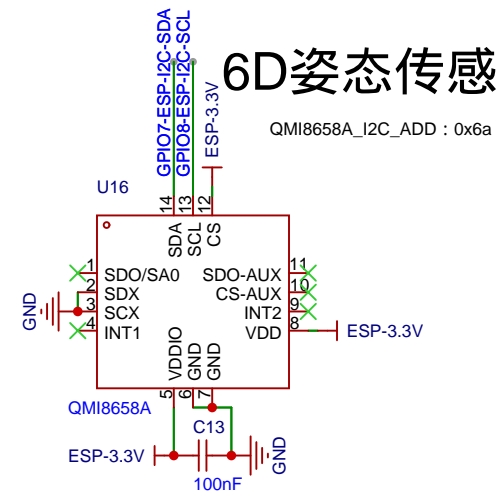 GPIO7-ESP-I2C-SDA
GPIO8-ESP-I2C-SCL
ESP-3.3V
6D姿态传感
QMI8658A_I2C_ADD：0x6a
U16
14
13
12
SDA
SCL
CS
1
SDO/SA0
2
SDX
3
SCX
4
INT1
GND
11
SDO-AUX
10
CS-AUX
9
INT2
8
VDD
ESP-3.3V
VDDIO
GND
GND
5
6
7
QMI8658A
C13
ESP-3.3V
GND
100nF